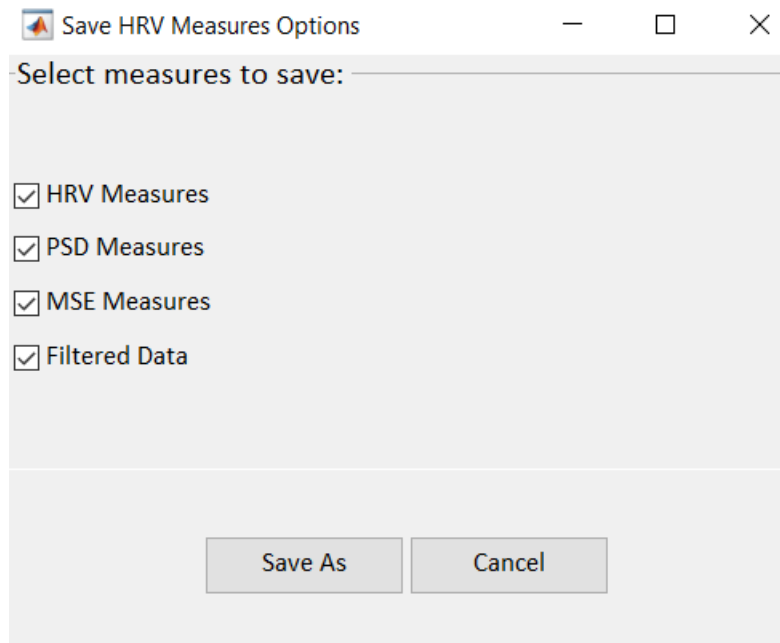 Save HRV Measures Options
Select measures to save:
HRV Measures
PSD Measures
MSE Measures
Filtered Data
Save As Cancel